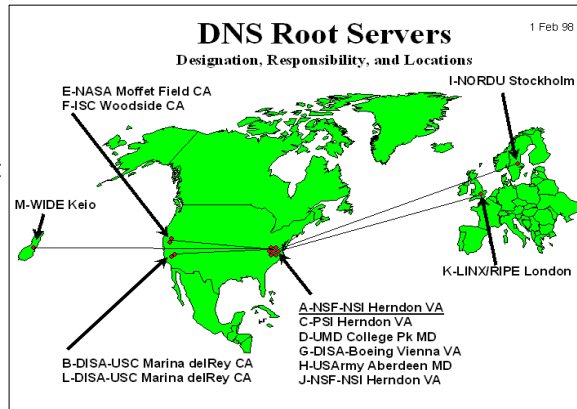 DNS Root Servers
1 Feb 98
Designation, Responsibility, and Locations
E-NASA Moffet Field CA
F-ISC Woodside CA
I-NORDU Stockholm
M-WIDE Keio
K-LINX/RIPE London
A-NSF-NSI Herndon VA
C-PSI Herndon VA
D-UMD College Pk MD
G-DISA-Boeing Vienna VA
H-USArmy Aberdeen MD
J-NSF-NSI Herndon VA
B-DISA-USC Marina delRey CA
L-DISA-USC Marina delRey CA